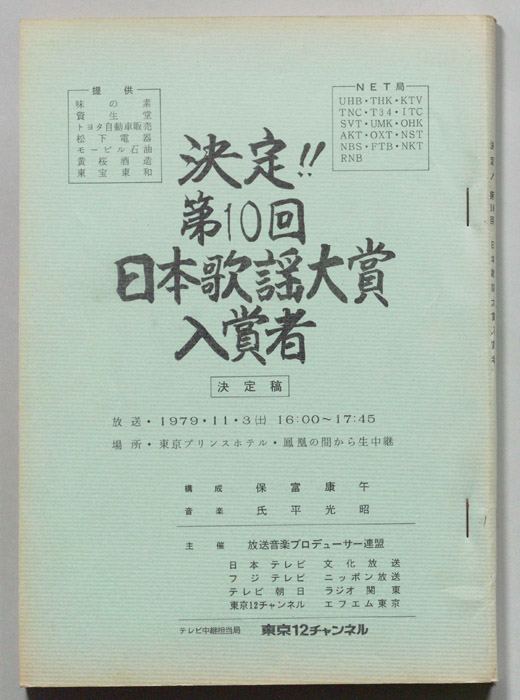 提供
味の素
資生堂
トヨタ自動車販売
松下電器
モービル石油
黄桜酒造
東宝東和
NET局
UHB・THK・KTV
TNC・T34・ITC
SVT・UMK・OHK
AKT・OXT・NST
NBS・FTB・NKT
RNB
決定!!
第10回
日本歌謡大賞
入賞者
決定稿
放送・1979・11・3(土) 16:00〜17:45
場所・東京プリンスホテル・鳳凰の間から生中継
構成 保富康午
音楽 氏平光昭
主催 放送音楽プロデューサー連盟
日本テレビ 文化放送
フジテレビ ニッポン放送
テレビ朝日 ラジオ関東
東京12チャンネル エフエム東京
テレビ中継担当局 東京12チャンネル